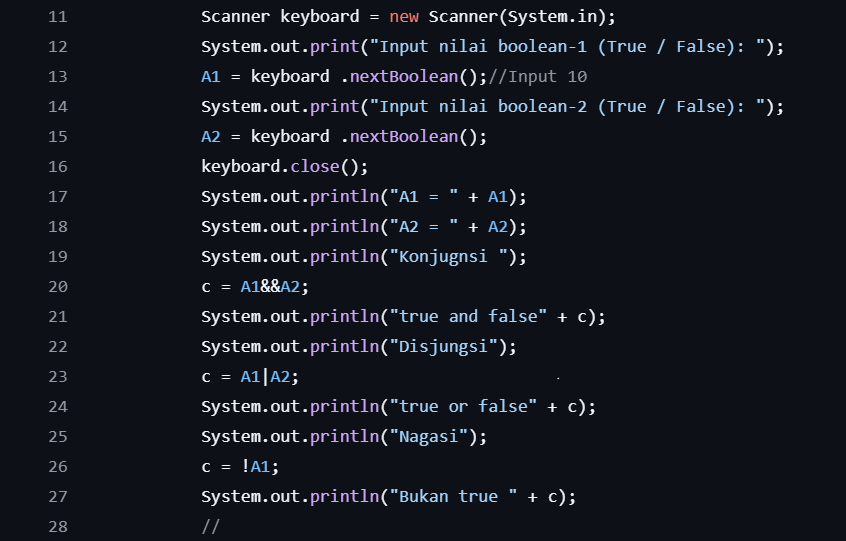 11 Scanner keyboard = new Scanner(System.in);
12 System.out.print("Input nilai boolean-1 (True / False): ");
13 A1 = keyboard .nextBoolean();//Input 10
14 System.out.print("Input nilai boolean-2 (True / False): ");
15 A2 = keyboard .nextBoolean();
16 keyboard.close();
17 System.out.println("A1 = " + A1);
18 System.out.println("A2 = " + A2);
19 System.out.println("Konjugnsi ");
20 c = A1&&A2;
21 System.out.println("true and false" + c);
22 System.out.println("Disjungsi");
23 c = A1|A2;
24 System.out.println("true or false" + c);
25 System.out.println("Nagasi");
26 c = !A1;
27 System.out.println("Bukan true " + c);
28 //